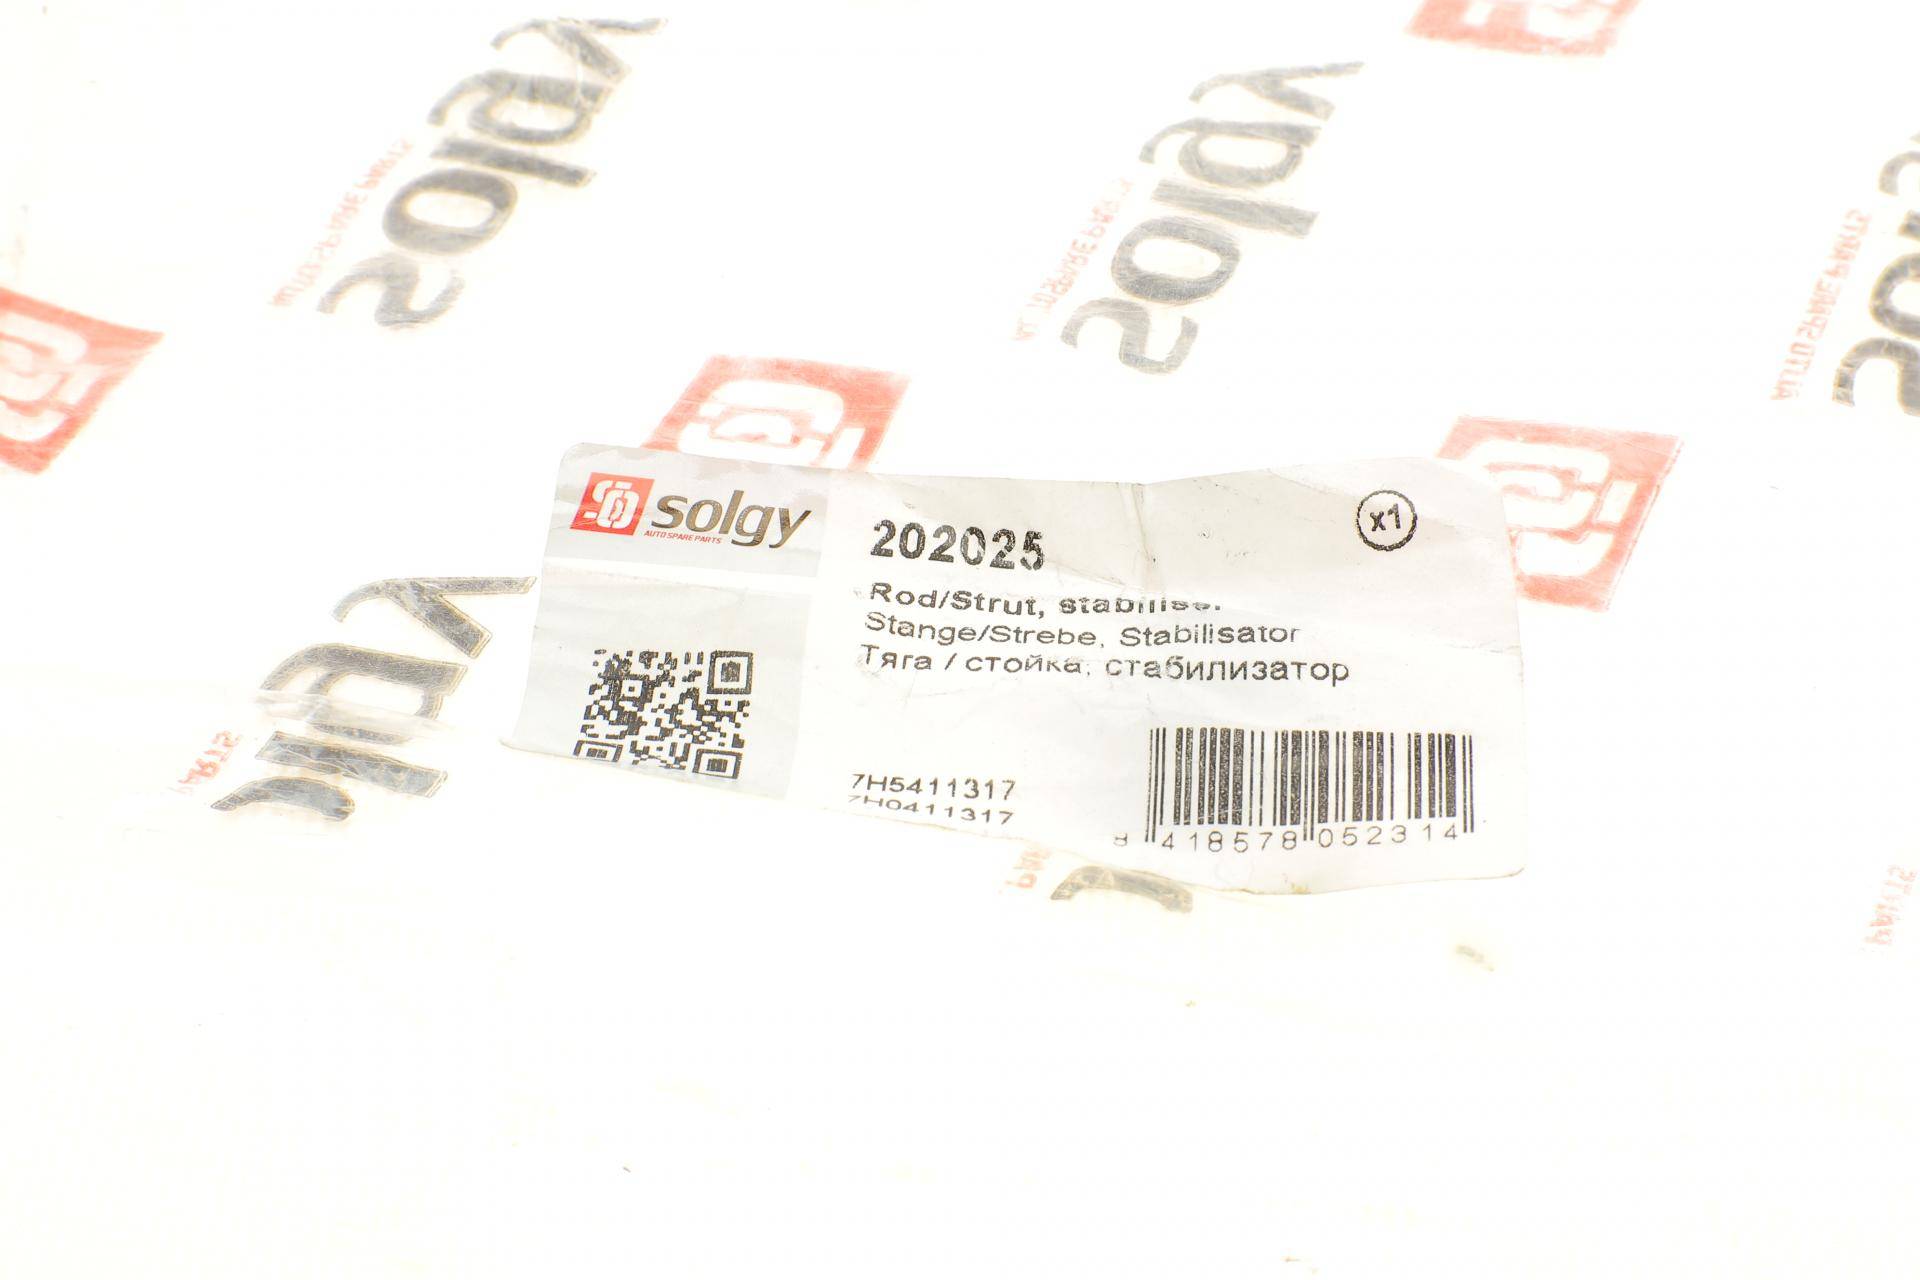 solgy
AUTO SPARE PARTS
202025
x1
Rod/Strut, stabiliser
Stange/Strebe, Stabilisator
Тяга / стойка, стабилизатор
7H5411317
7H0411317
8 418578 052314